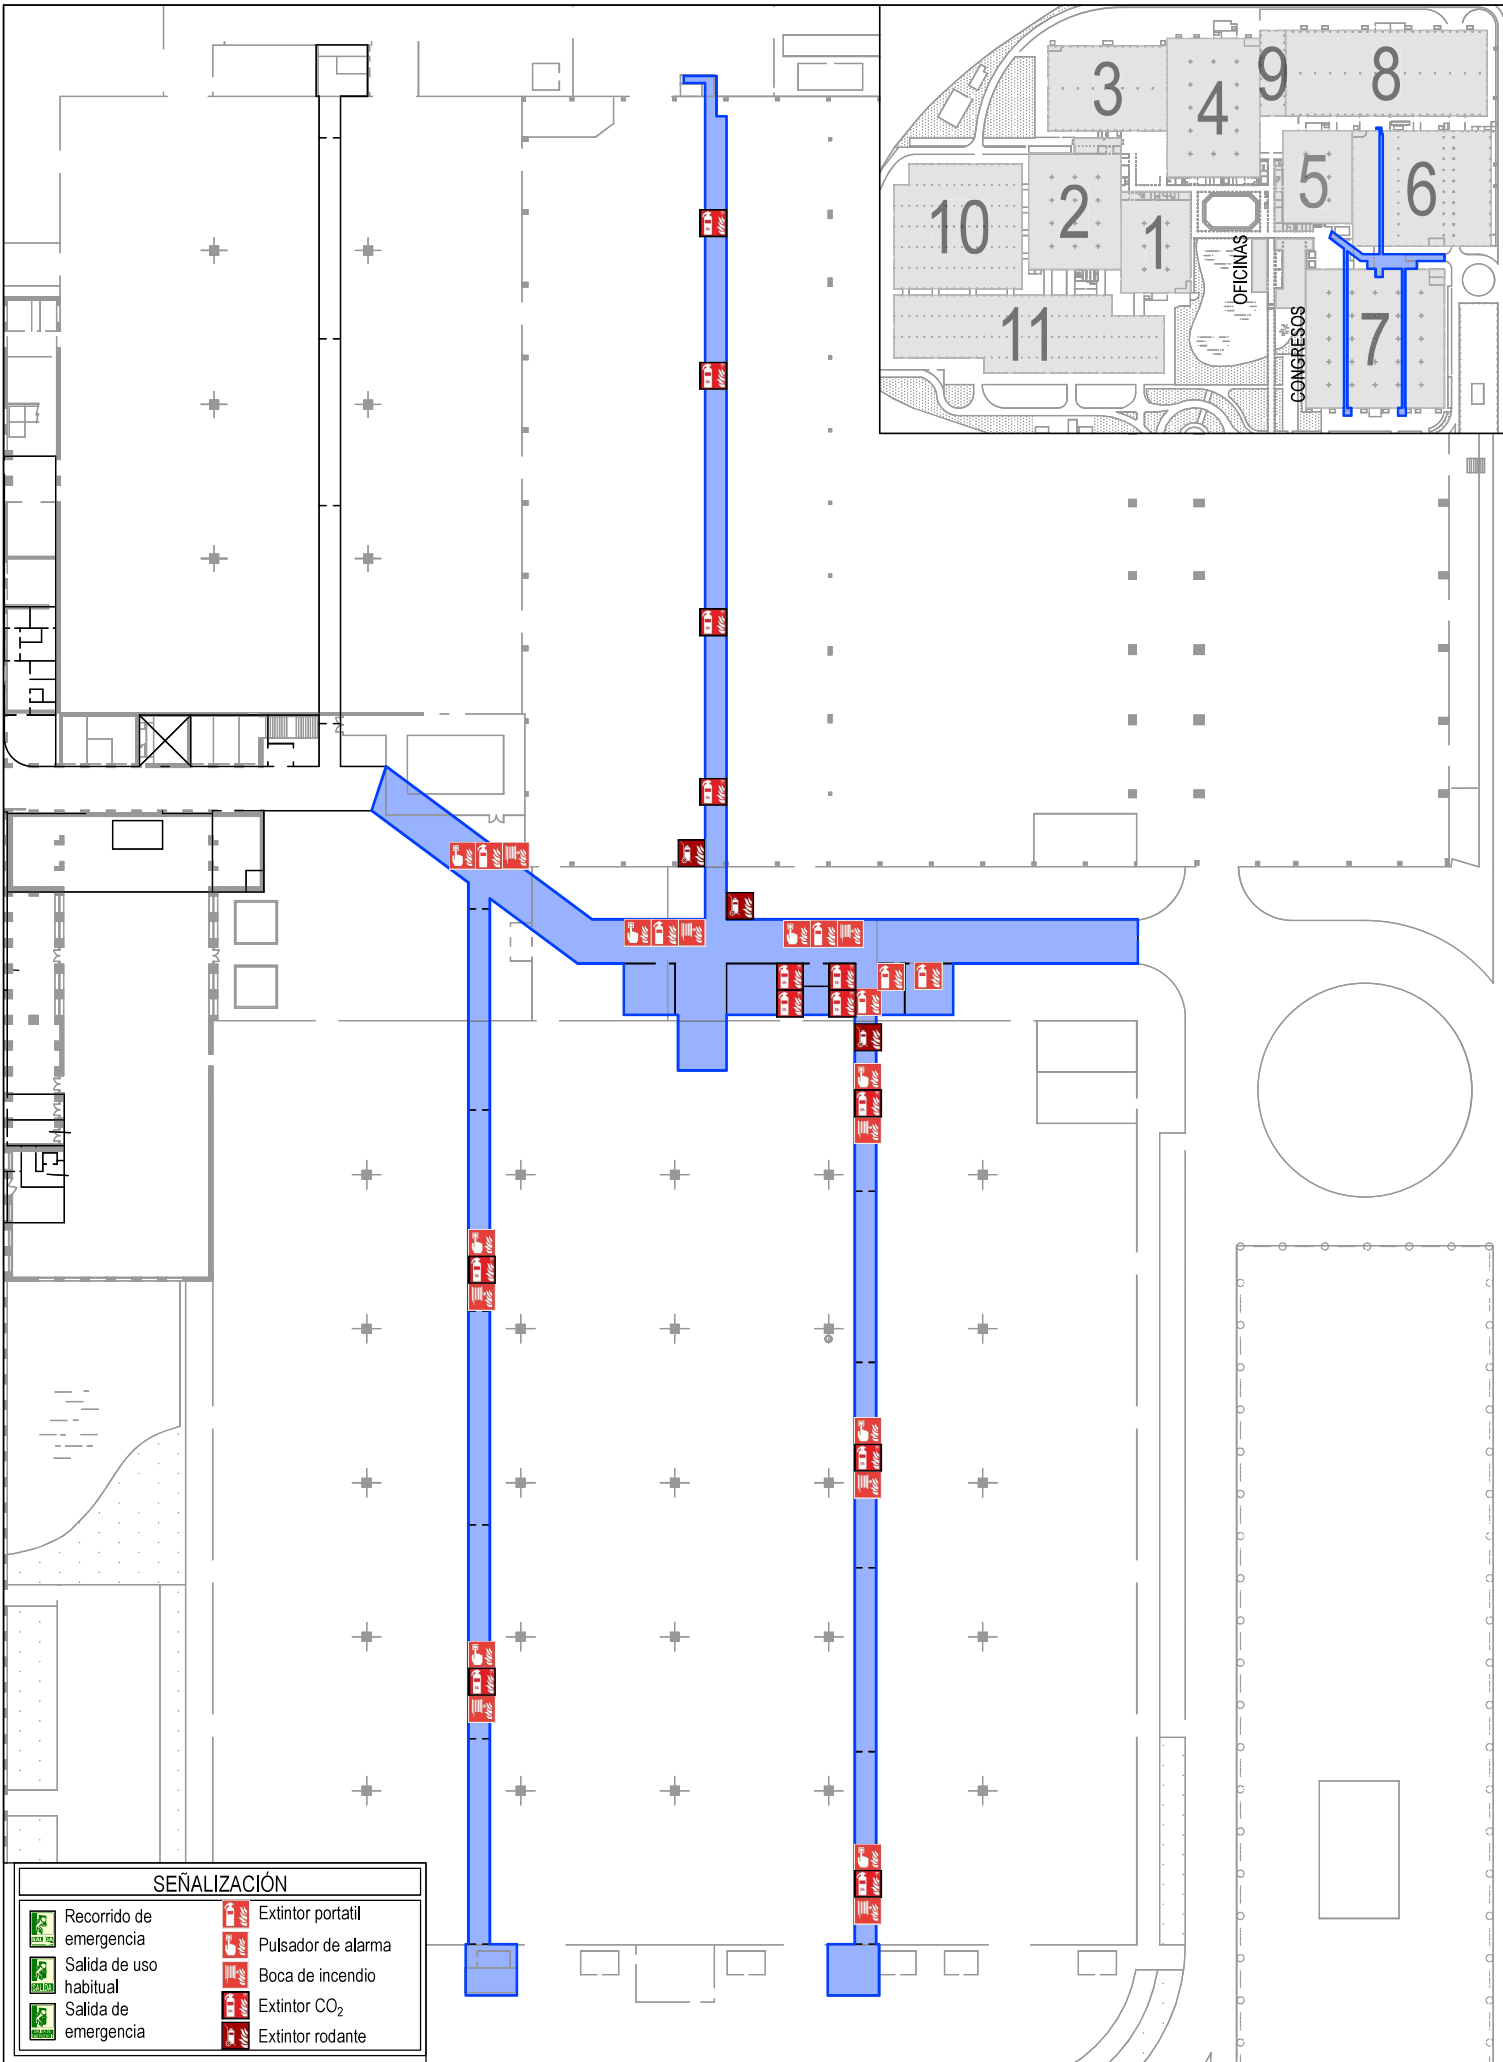 3
4
9
8
5
6
10
2
1
OFICINAS
11
CONGRESOS
7
SEÑALIZACIÓN
Recorrido de
emergencia
Salida de uso
habitual
Salida de
emergencia
Extintor portatil
Pulsador de alarma
Boca de incendio
Extintor CO₂
Extintor rodante